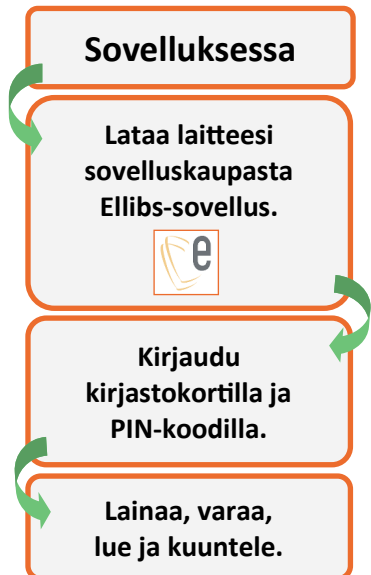 Sovelluksessa
Lataa laitteesi
sovelluskaupasta
Ellibs-sovellus.
e
Kirjaudu
kirjastokortilla ja
PIN-koodilla.
Lainaa, varaa,
lue ja kuuntele.